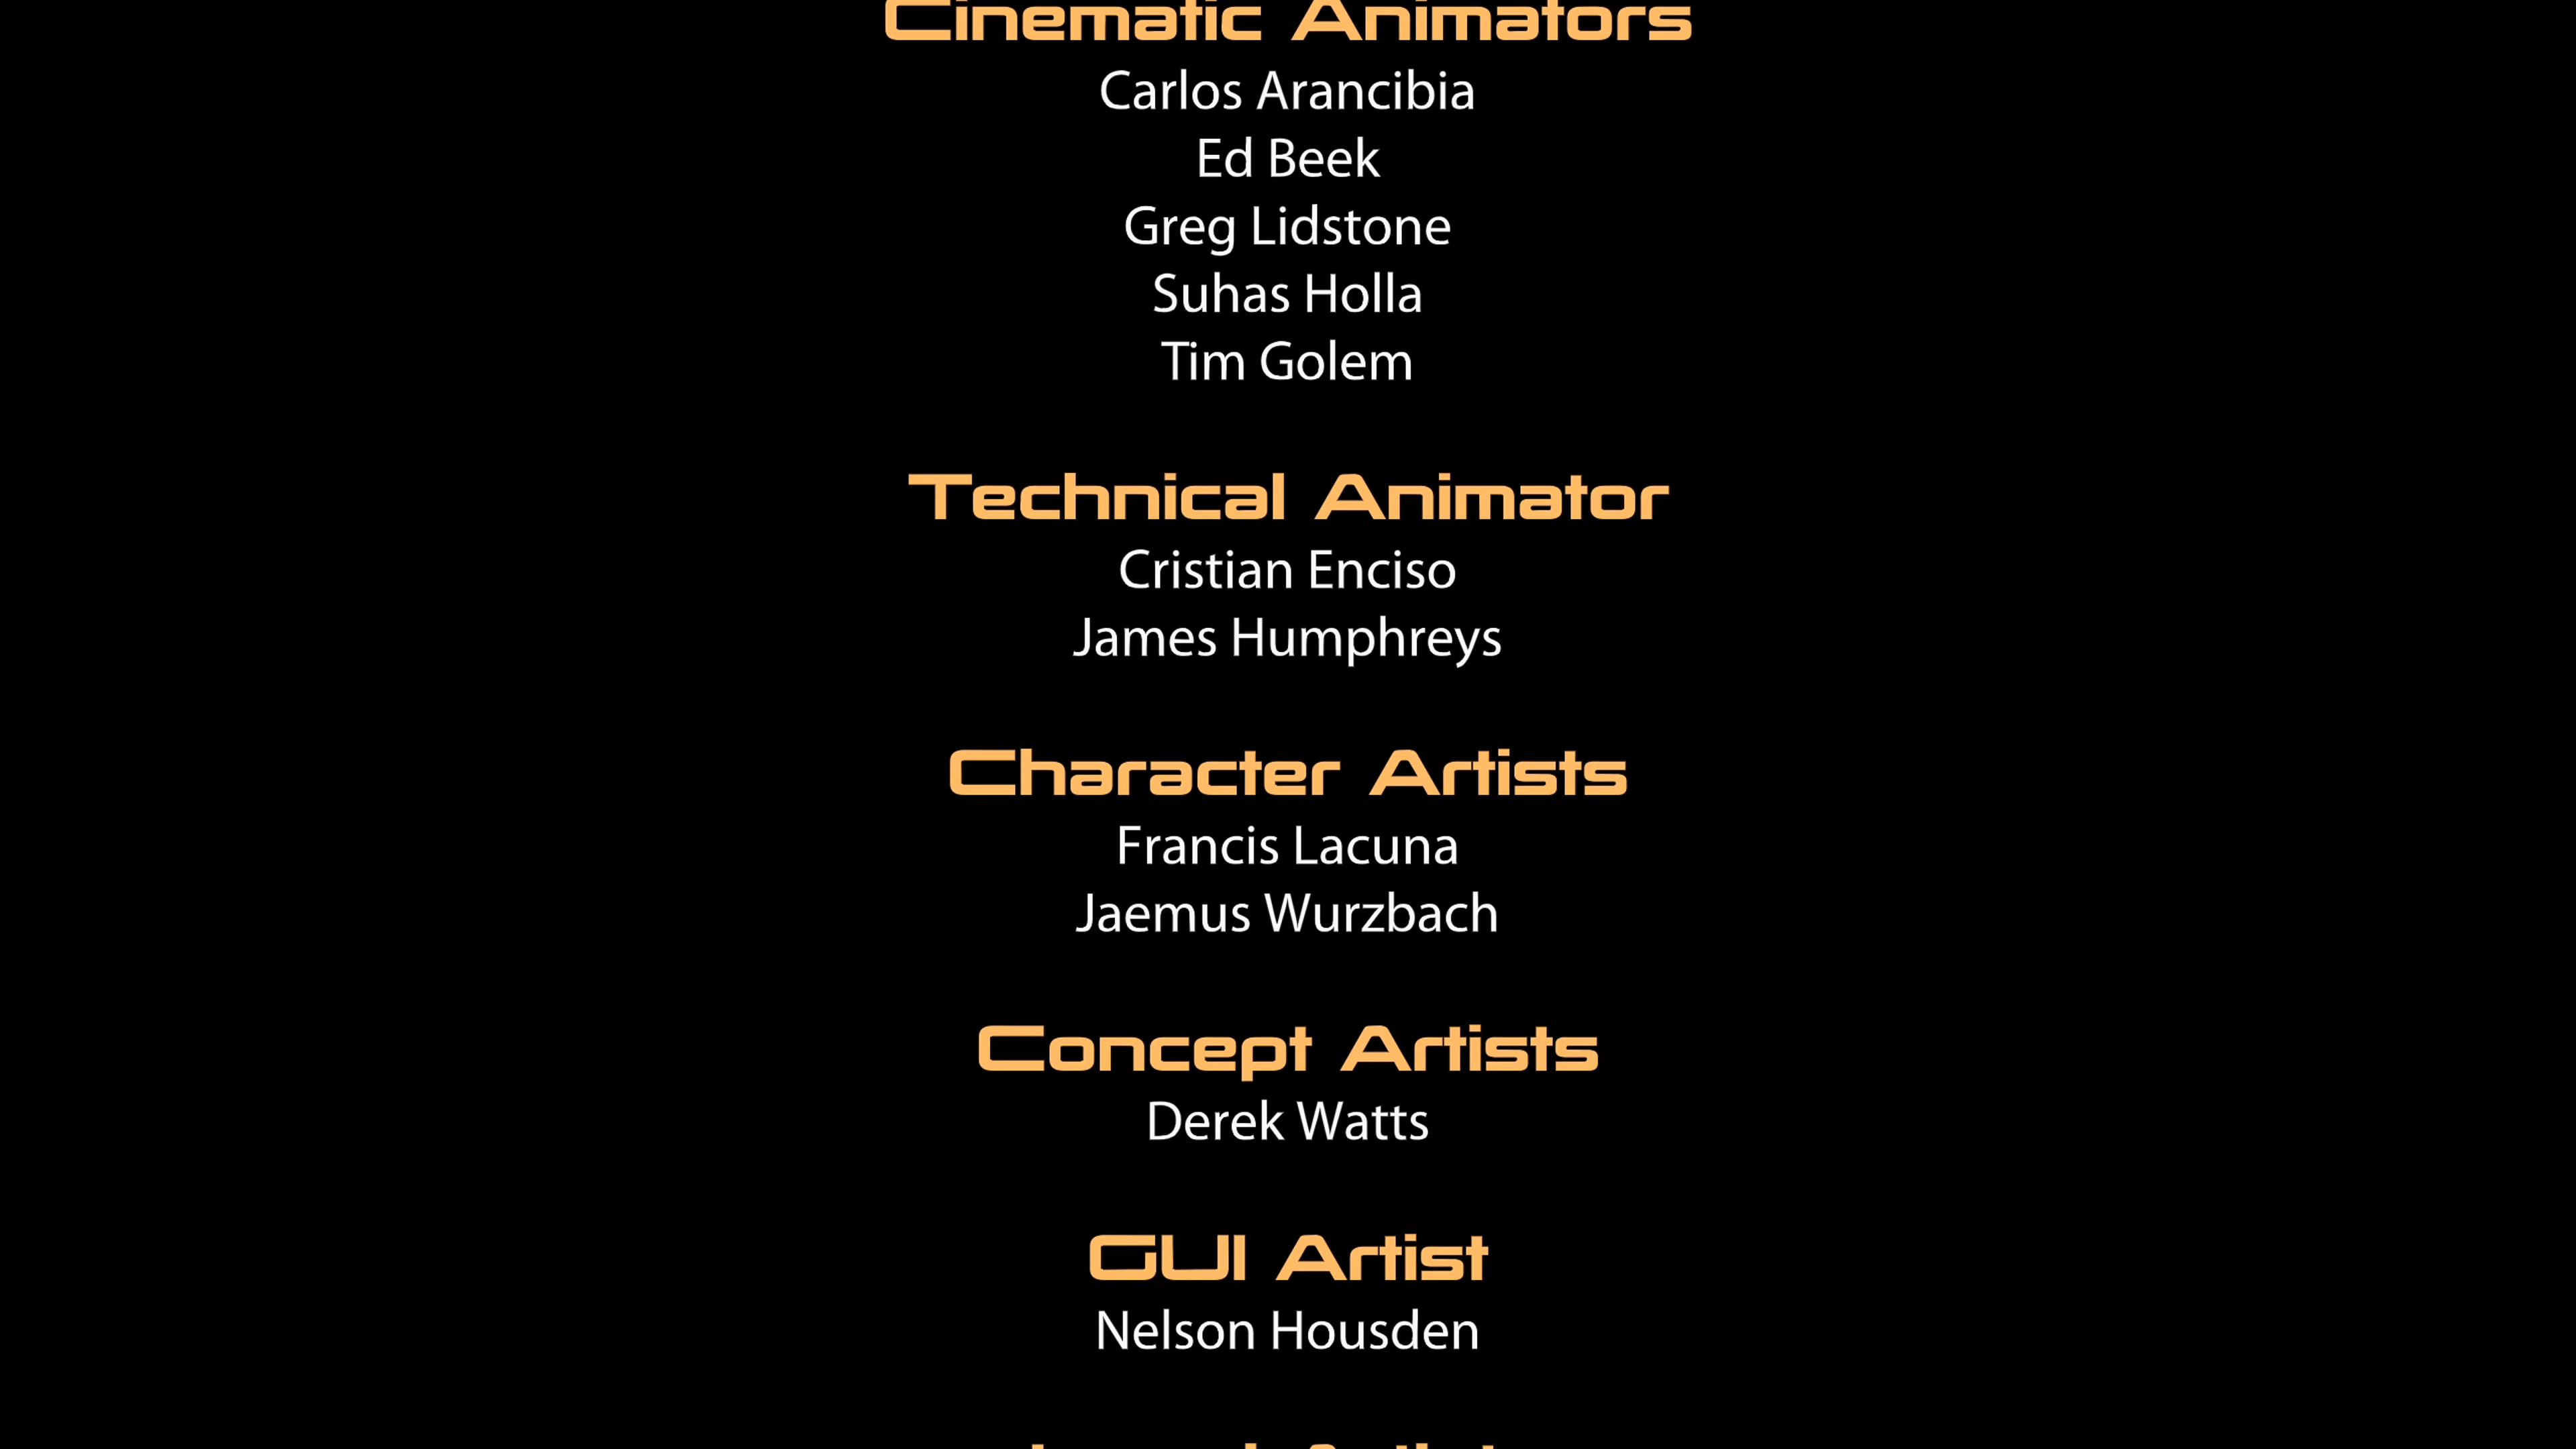 Cinematic Animators
Carlos Arancibia
Ed Beek
Greg Lidstone
Suhas Holla
Tim Golem
Technical Animator
Cristian Enciso
James Humphreys
Character Artists
Francis Lacuna
Jaemus Wurzbach
Concept Artists
Derek Watts
GUI Artist
Nelson Housden